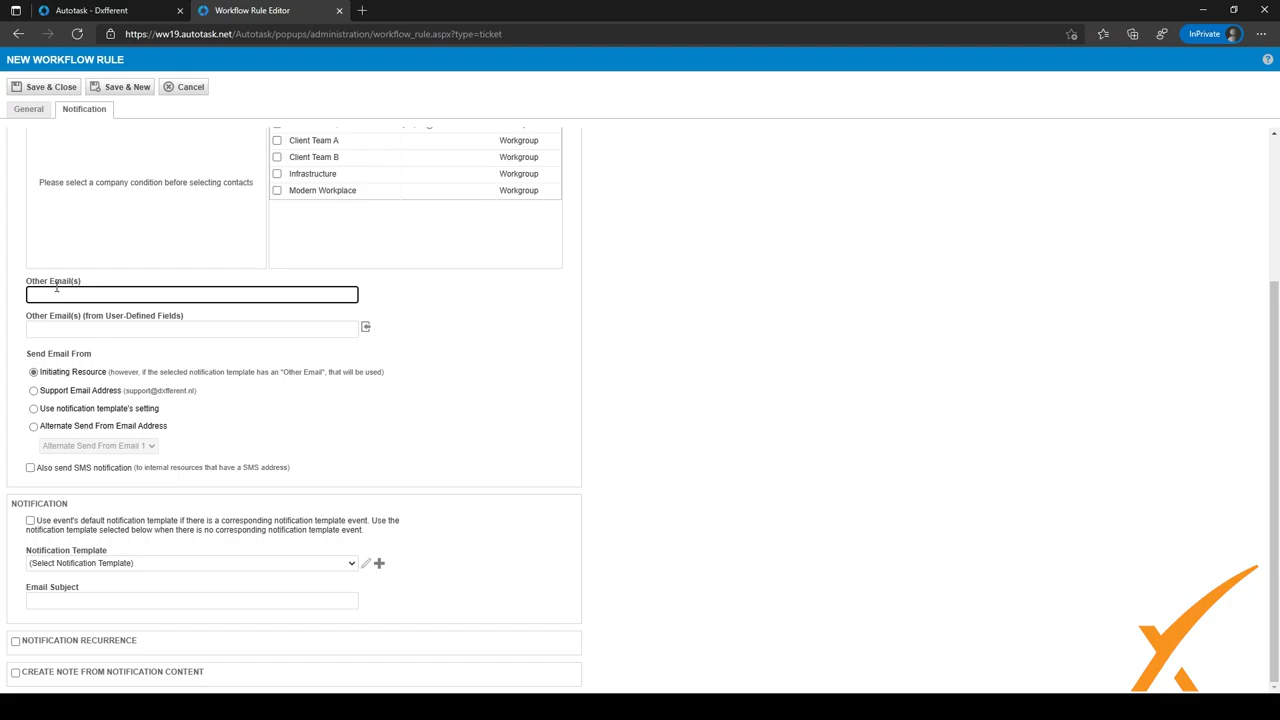 Autotask - Dxfferent
Workflow Rule Editor
https://ww19.autotask.net/Autotask/popups/administration/workflow_rule.aspx?type=ticket
InPrivate
NEW WORKFLOW RULE
Save & Close
Save & New
Cancel
General
Notification
Client Team A Workgroup
Client Team B Workgroup
Please select a company condition before selecting contacts
Infrastructure Workgroup
Modern Workplace Workgroup
Other Email(s)
Other Email(s) (from User-Defined Fields)
Send Email From
Initiating Resource (however, if the selected notification template has an "Other Email", that will be used)
Support Email Address (support@dxfferent.nl)
Use notification template's setting
Alternate Send From Email Address
Alternate Send From Email 1
Also send SMS notification (to internal resources that have a SMS address)
NOTIFICATION
Use event's default notification template if there is a corresponding notification template event. Use the
notification template selected below when there is no corresponding notification template event.
Notification Template
(Select Notification Template)
Email Subject
NOTIFICATION RECURRENCE
CREATE NOTE FROM NOTIFICATION CONTENT